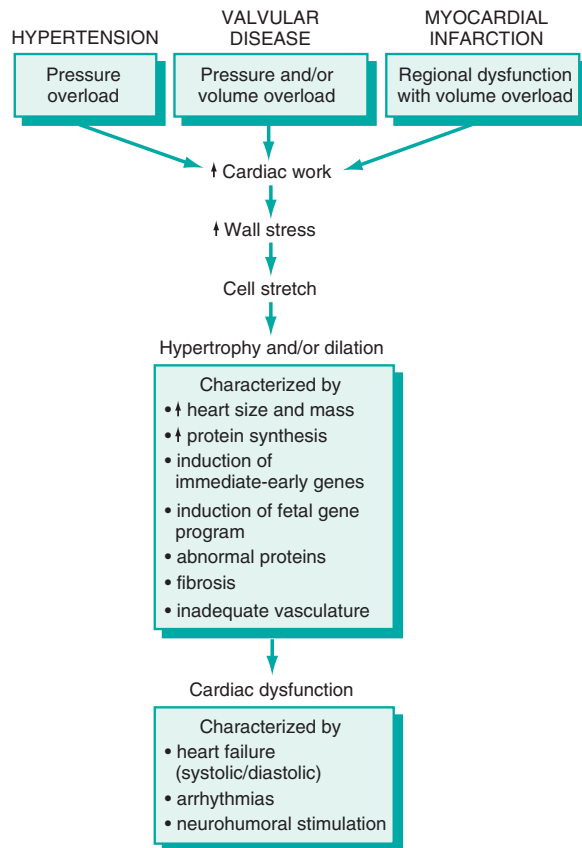 HYPERTENSION
Pressure
overload
VALVULAR
DISEASE
Pressure and/or
volume overload
MYOCARDIAL
INFARCTION
Regional dysfunction
with volume overload
↑ Cardiac work
↑ Wall stress
Cell stretch
Hypertrophy and/or dilation
Characterized by
• ↑ heart size and mass
• ↑ protein synthesis
• induction of
immediate-early genes
• induction of fetal gene
program
• abnormal proteins
• fibrosis
• inadequate vasculature
Cardiac dysfunction
Characterized by
• heart failure
(systolic/diastolic)
• arrhythmias
• neurohumoral stimulation